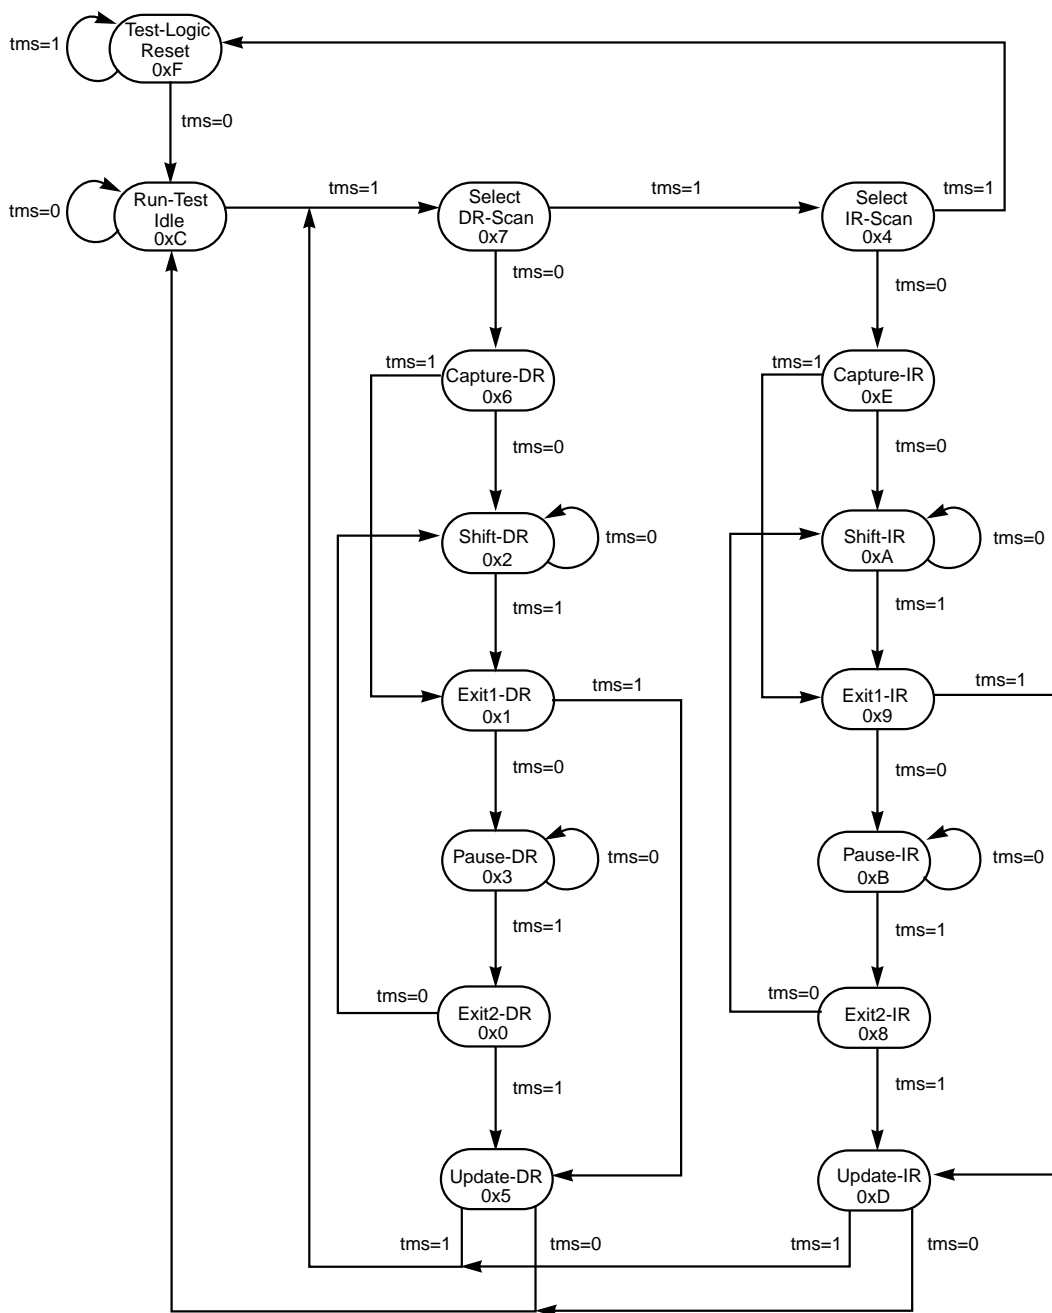 Test-Logic
Reset
0xF
tms=1
tms=0
Run-Test
Idle
0xC
tms=0
tms=1
Select
DR-Scan
0x7
tms=1
Select
IR-Scan
0x4
tms=1
tms=0
tms=0
tms=1
Capture-DR
0x6
tms=1
Capture-IR
0xE
tms=0
tms=0
Shift-DR
0x2
tms=0
Shift-IR
0xA
tms=0
tms=1
tms=1
Exit1-DR
0x1
tms=1
Exit1-IR
0x9
tms=1
tms=0
tms=0
Pause-DR
0x3
tms=0
Pause-IR
0xB
tms=0
tms=1
tms=1
tms=0
Exit2-DR
0x0
tms=0
Exit2-IR
0x8
tms=1
tms=1
Update-DR
0x5
Update-IR
0xD
tms=1
tms=0
tms=1
tms=0